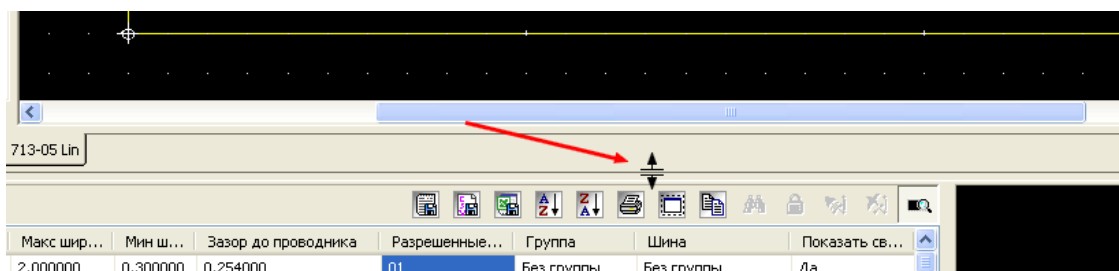 713-05 Lin
Макс шир... Мин ш... Зазор до проводника Разрешенные... Группа Шина Показать св...
2.000000 0.300000 0.254000 01 Без группы Без группы Да